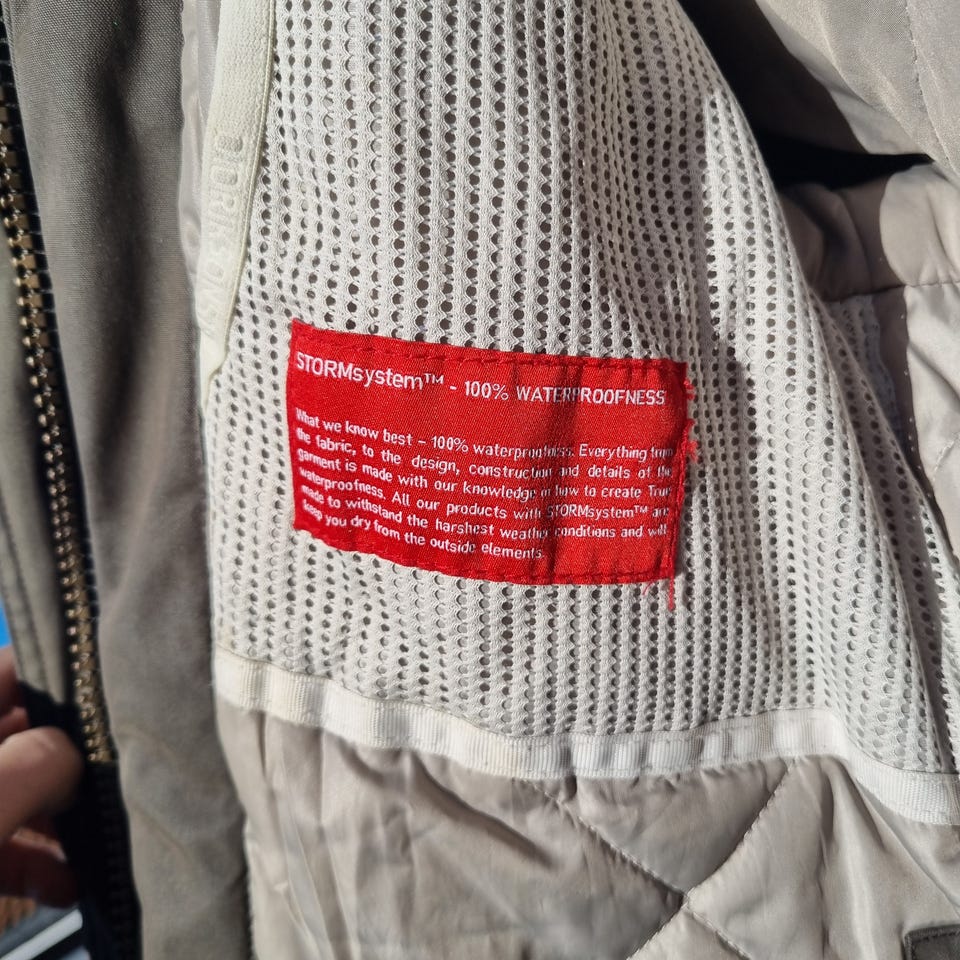 DIDRIKSONS
STORMsystem™ - 100% WATERPROOFNESS
What we know best - 100% waterproofness. Everything from
the fabric, to the design, construction and details of the
garment is made with our knowledge of how to create True
waterproofness. All our products with STORMsystem™ are
made to withstand the harshest weather conditions and will
keep you dry from the outside elements.